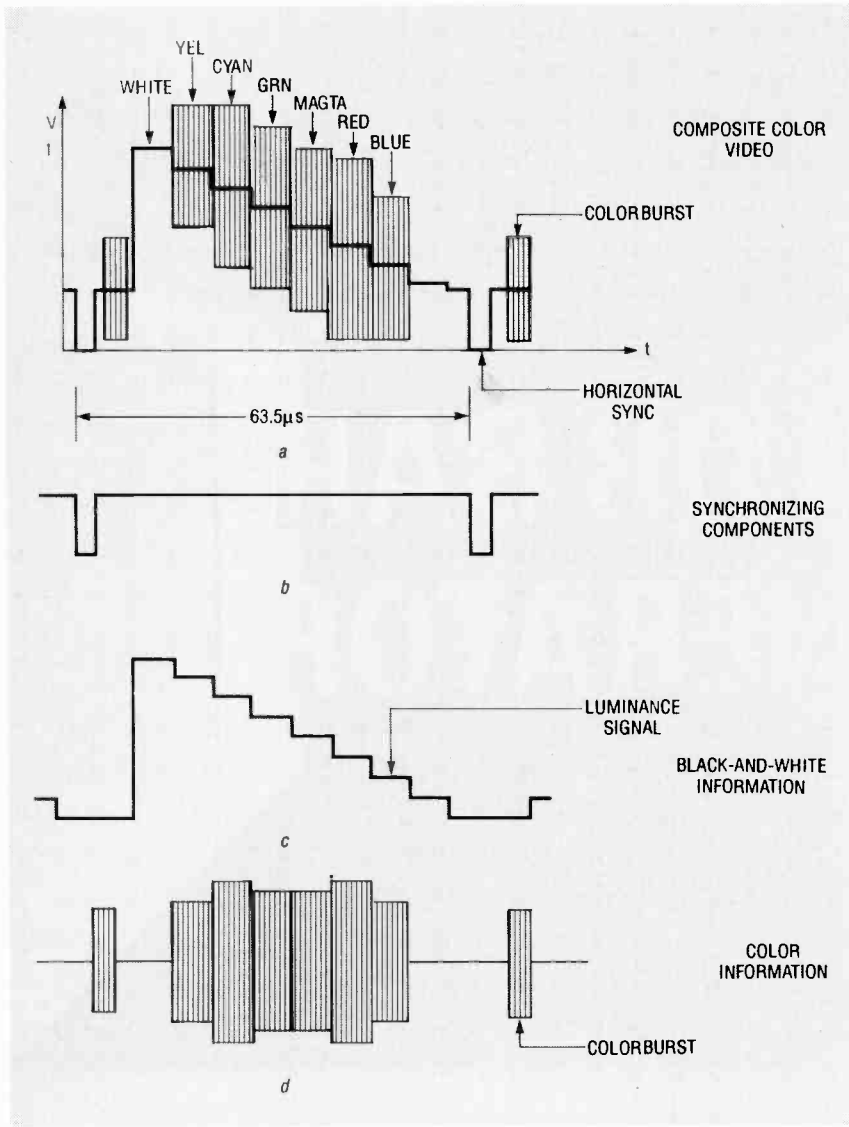 YEL
CYAN
WHITE
GRN
MAGTA
RED
BLUE
V
1
COMPOSITE COLOR
VIDEO
COLORBURST
t
HORIZONTAL
SYNC
63.5µs
a
SYNCHRONIZING
COMPONENTS
b
LUMINANCE
SIGNAL
BLACK-AND-WHITE
INFORMATION
c
COLOR
INFORMATION
COLORBURST
d